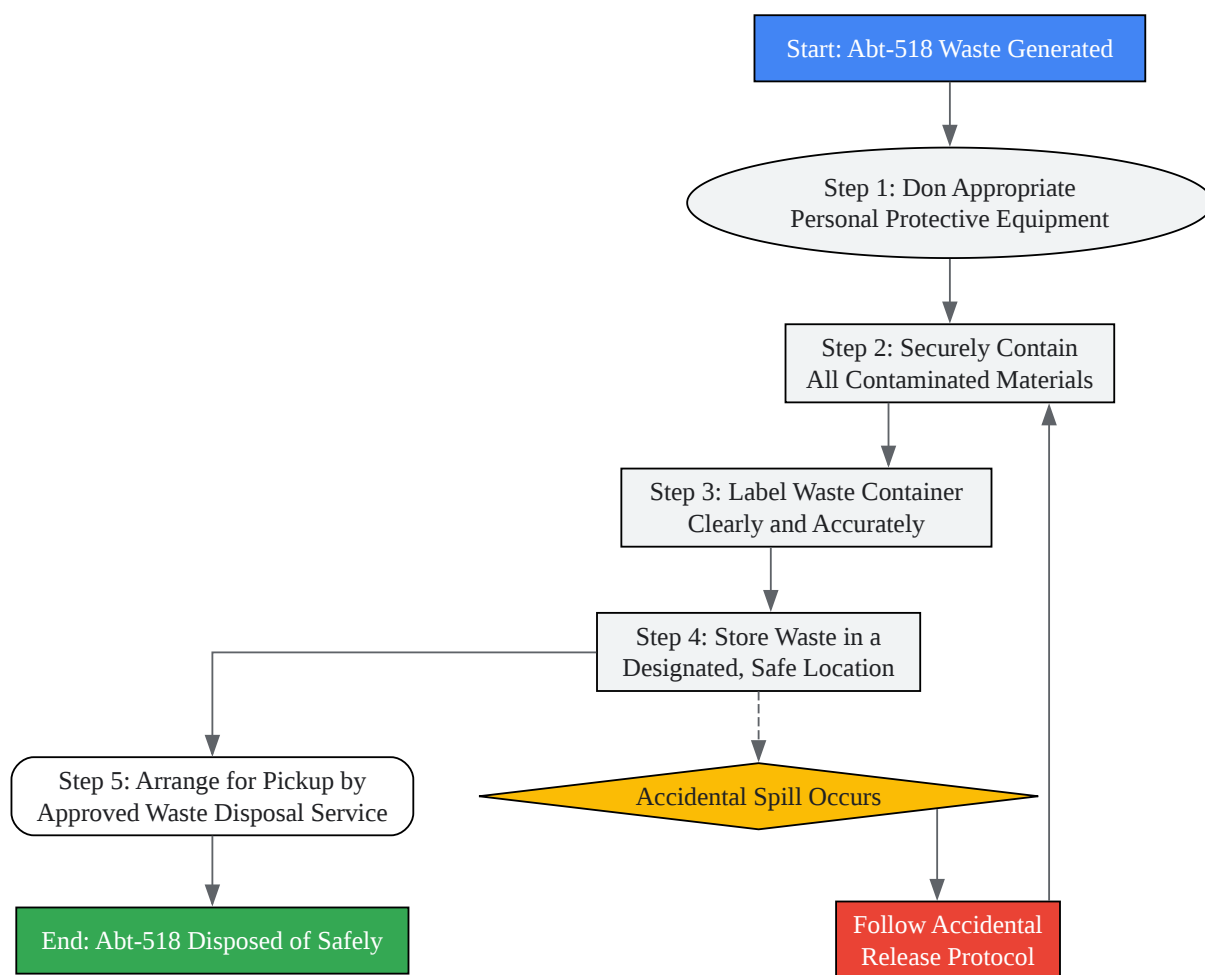 Start: Abt-518 Waste Generated
Step 1: Don Appropriate
Personal Protective Equipment
Step 2: Securely Contain
All Contaminated Materials
Step 3: Label Waste Container
Clearly and Accurately
Step 4: Store Waste in a
Designated, Safe Location
Step 5: Arrange for Pickup by
Approved Waste Disposal Service
Accidental Spill Occurs
End: Abt-518 Disposed of Safely
Follow Accidental
Release Protocol